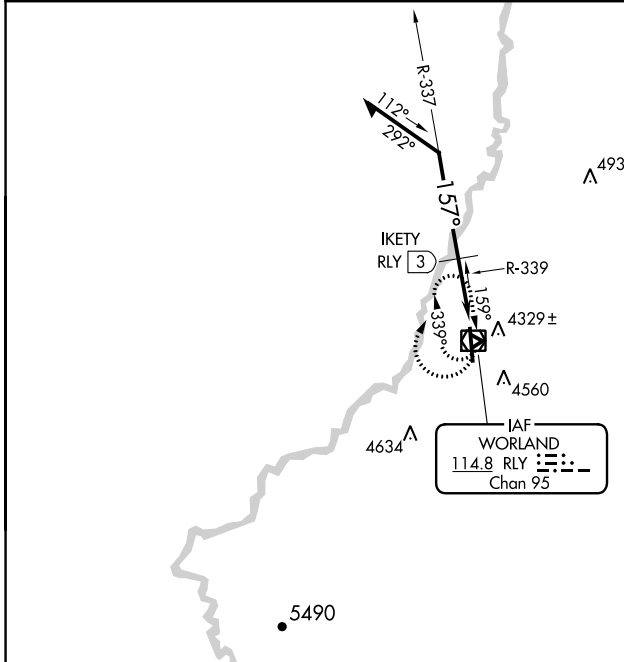 R-337
112°
292°
493
157°
IKETY
RLY 3
R-339
159°
339°
4329 ±
4560
4634
IAF
WORLAND
114.8 RLY
Chan 95
5490